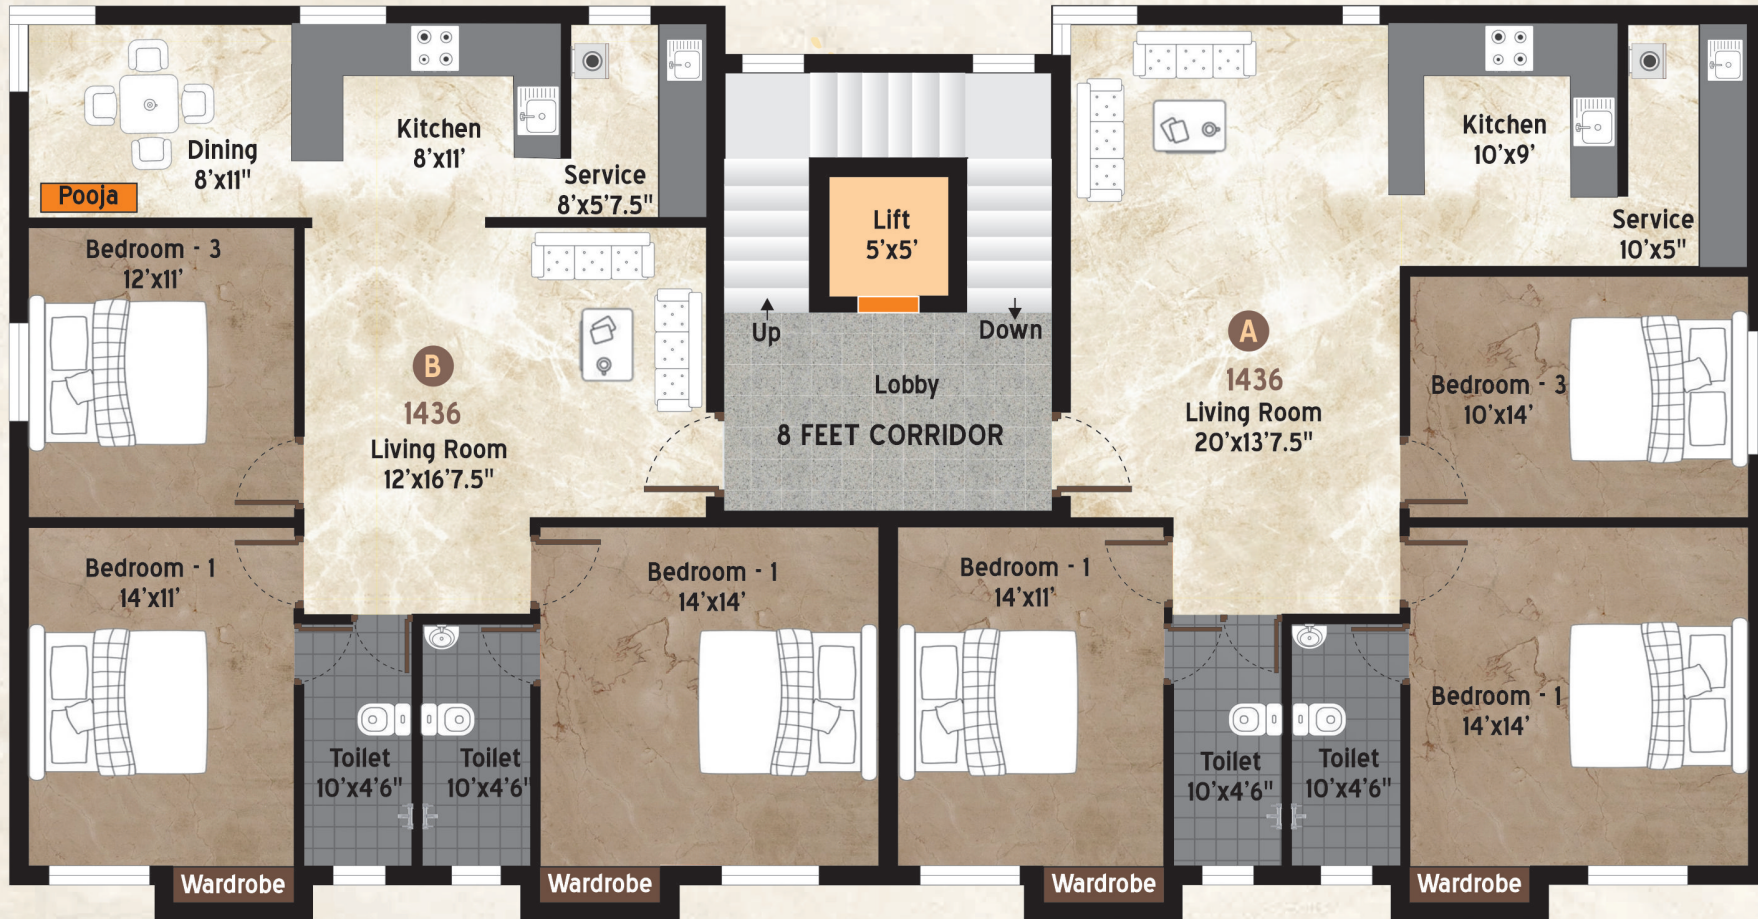 Dining
8'x11"
Pooja
Kitchen
8'x11'
Service
8'x5'7.5"
Bedroom - 3
12'x11'
B
1436
Living Room
12'x16'7.5"
Bedroom - 1
14'x11'
Toilet
10'x4'6"
Toilet
10'x4'6"
Bedroom - 1
14'x14'
Wardrobe
Wardrobe
Lift
5'x5'
Up
Down
Lobby
8 FEET CORRIDOR
Kitchen
10'x9'
Service
10'x5"
A
1436
Living Room
20'x13'7.5"
Bedroom - 3
10'x14'
Bedroom - 1
14'x11'
Toilet
10'x4'6"
Toilet
10'x4'6"
Bedroom - 1
14'x14'
Wardrobe
Wardrobe